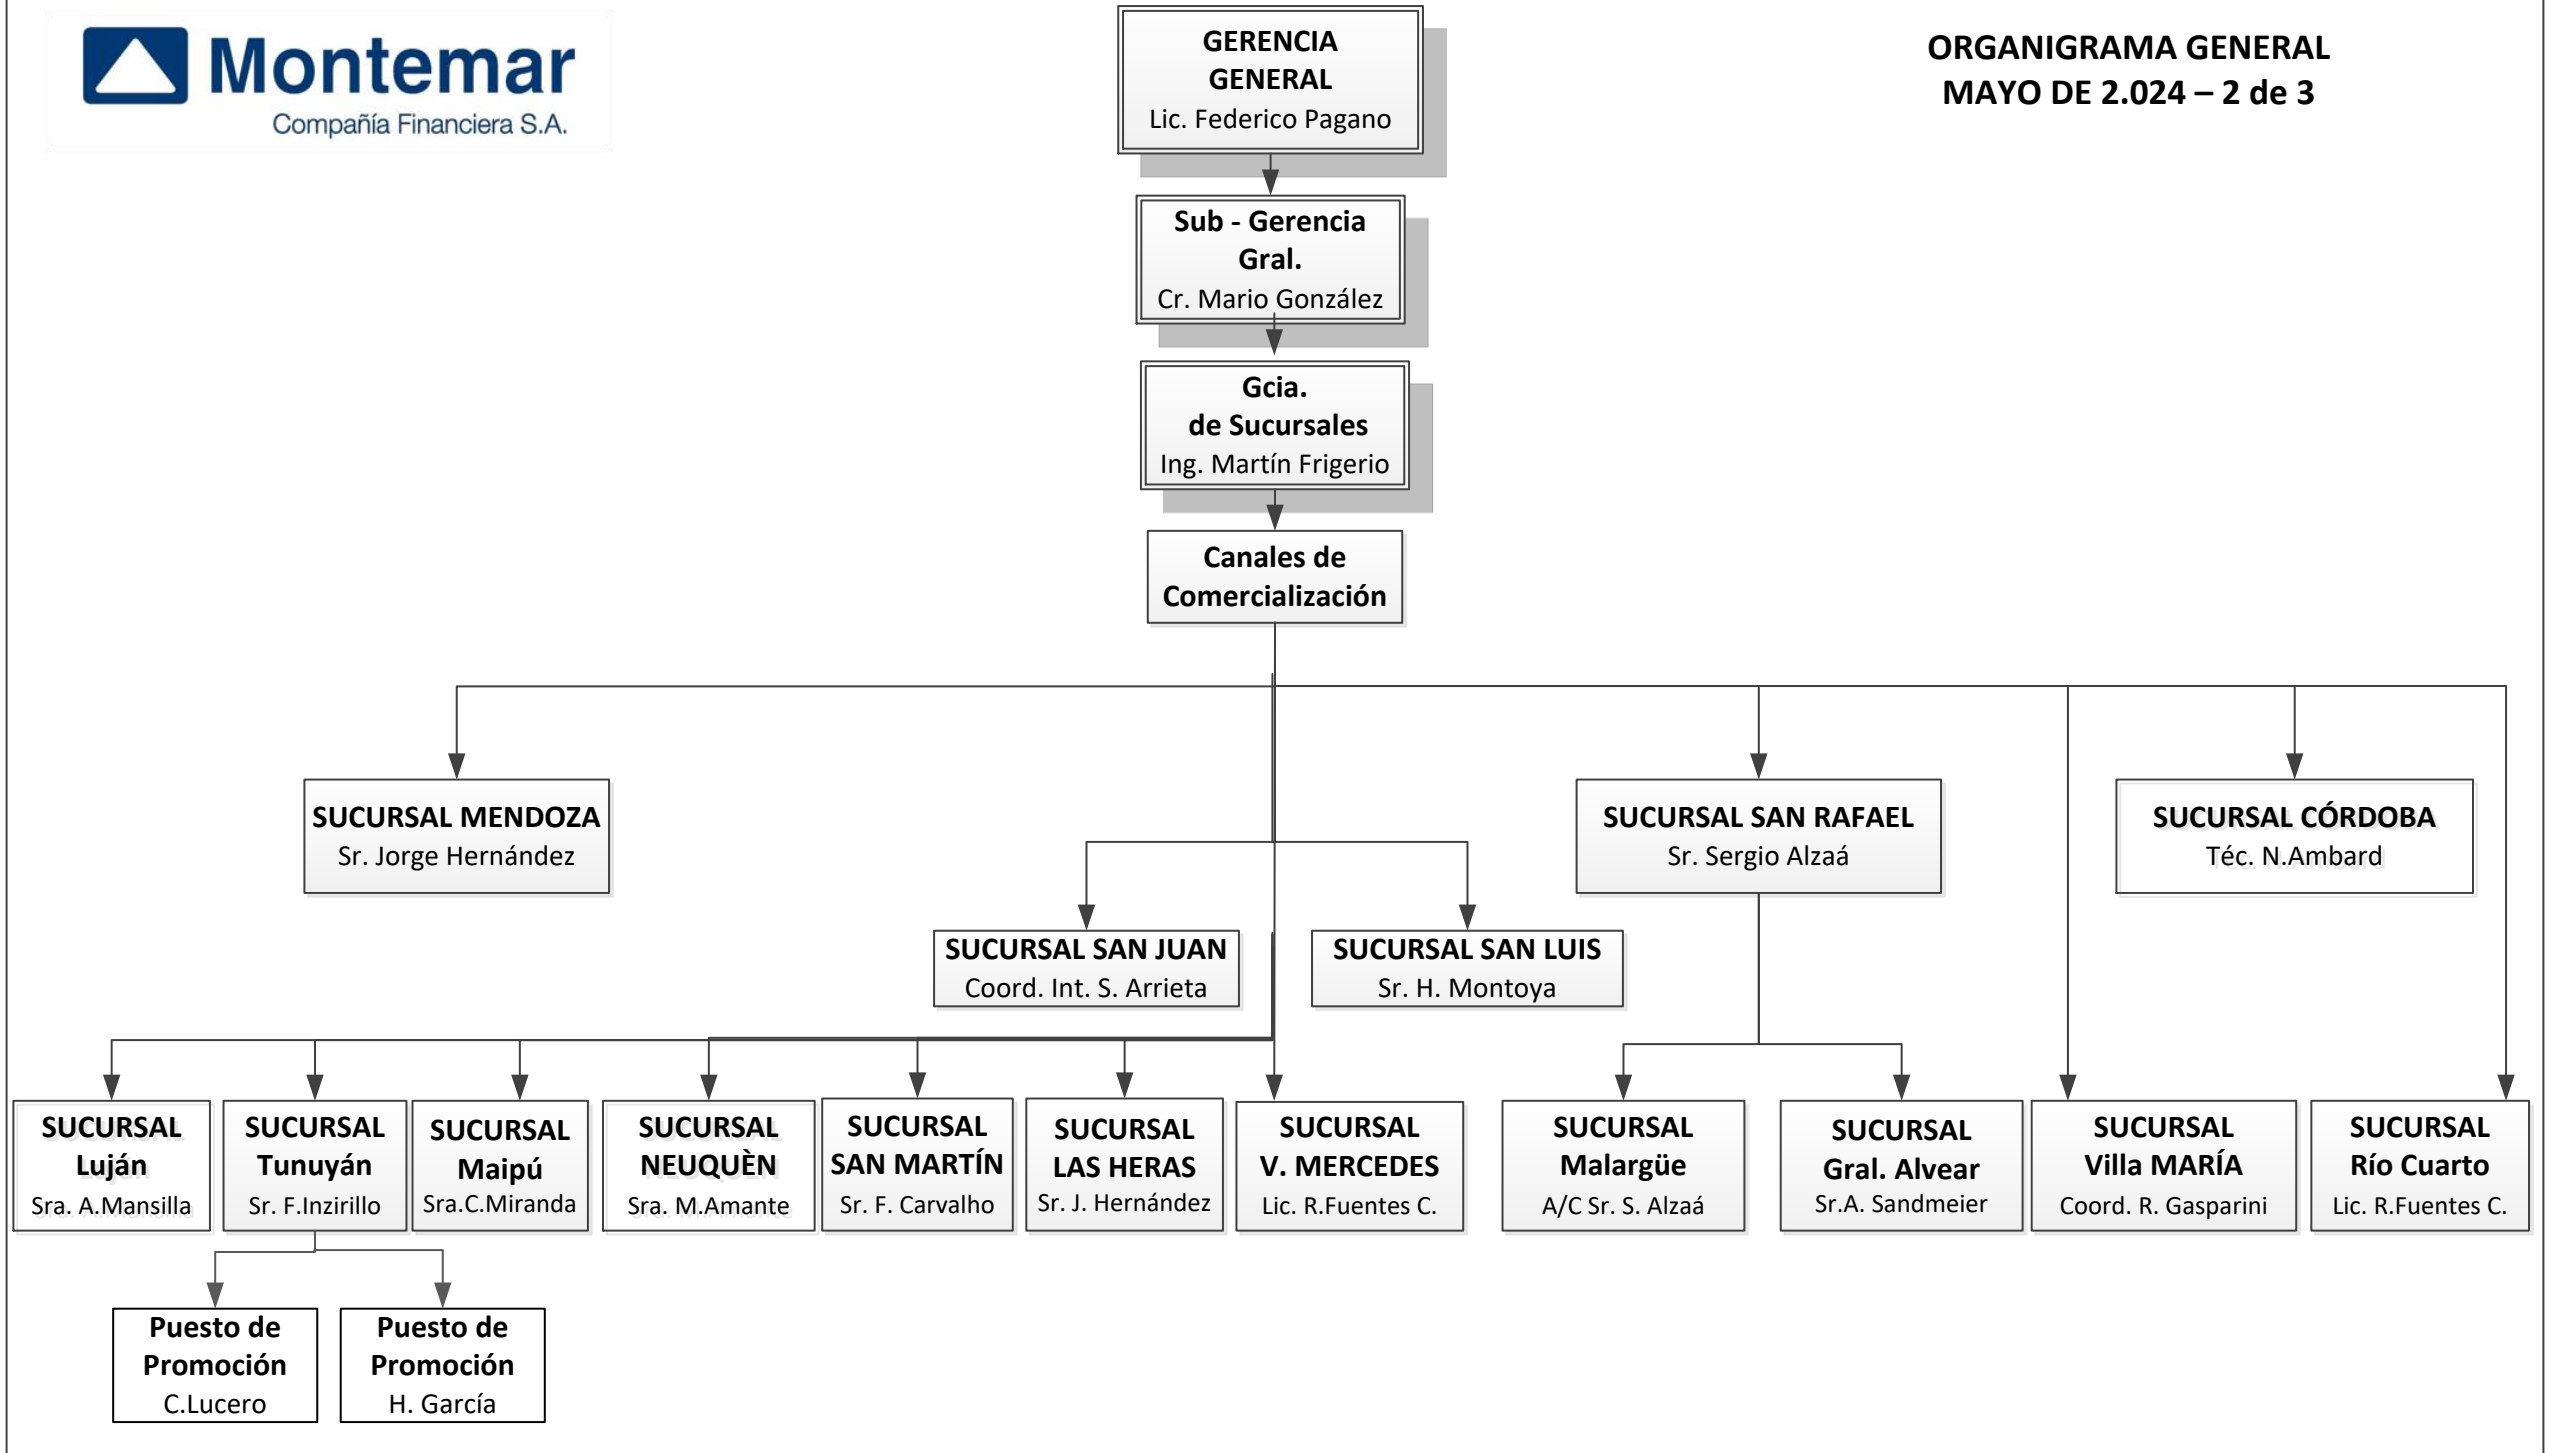 Montemar
Compañía Financiera S.A.
GERENCIA
GENERAL
Lic. Federico Pagano
ORGANIGRAMA GENERAL
MAYO DE 2.024 – 2 de 3
Sub - Gerencia
Gral.
Cr. Mario González
Gcia.
de Sucursales
Ing. Martín Frigerio
Canales de
Comercialización
SUCURSAL MENDOZA
Sr. Jorge Hernández
SUCURSAL SAN RAFAEL
Sr. Sergio Alzaá
SUCURSAL CÓRDOBA
Téc. N.Ambard
SUCURSAL SAN JUAN
Coord. Int. S. Arrieta
SUCURSAL SAN LUIS
Sr. H. Montoya
SUCURSAL
Luján
Sra. A.Mansilla
SUCURSAL
Tunuyán
Sr. F.Inzirillo
SUCURSAL
Maipú
Sra.C.Miranda
SUCURSAL
NEUQUÈN
Sra. M.Amante
SUCURSAL
SAN MARTÍN
Sr. F. Carvalho
SUCURSAL
LAS HERAS
Sr. J. Hernández
SUCURSAL
V. MERCEDES
Lic. R.Fuentes C.
SUCURSAL
Malargüe
A/C Sr. S. Alzaá
SUCURSAL
Gral. Alvear
Sr.A. Sandmeier
SUCURSAL
Villa MARÍA
Coord. R. Gasparini
SUCURSAL
Río Cuarto
Lic. R.Fuentes C.
Puesto de
Promoción
C.Lucero
Puesto de
Promoción
H. García